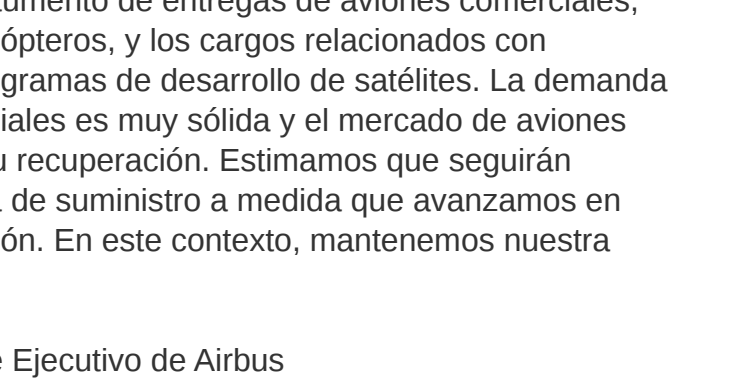 aumento de entregas de aviones comerciales,
ópteros, y los cargos relacionados con
gramas de desarrollo de satélites. La demanda
iales es muy sólida y el mercado de aviones
u recuperación. Estimamos que seguirán
de suministro a medida que avanzamos en
ón. En este contexto, mantenemos nuestra
Ejecutivo de Airbus